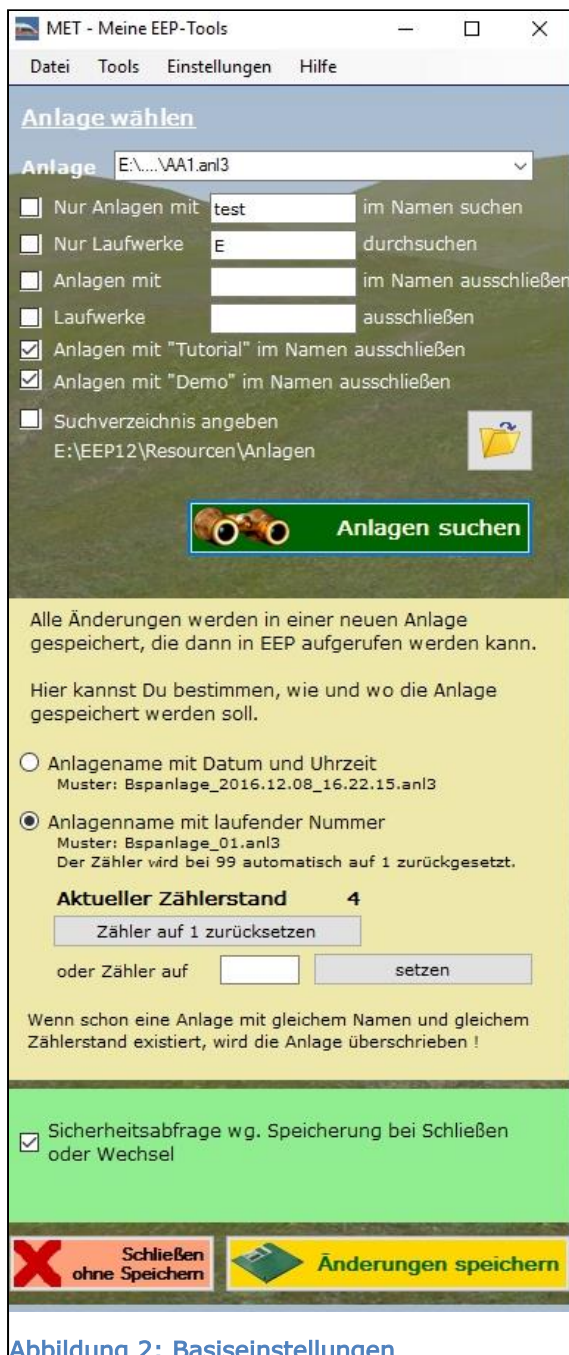 MET - Meine EEP-Tools
Datei Tools Einstellungen Hilfe
Anlage wählen
Anlage E:\....\AA1.anl3
Nur Anlagen mit test im Namen suchen
Nur Laufwerke E durchsuchen
Anlagen mit im Namen ausschließen
Laufwerke ausschließen
Anlagen mit "Tutorial" im Namen ausschließen
Anlagen mit "Demo" im Namen ausschließen
Suchverzeichnis angeben
E:\EEP12\Resourcen\Anlagen
Anlagen suchen
Alle Änderungen werden in einer neuen Anlage
gespeichert, die dann in EEP aufgerufen werden kann.
Hier kannst Du bestimmen, wie und wo die Anlage
gespeichert werden soll.
Anlagename mit Datum und Uhrzeit
Muster: Bspanlage_2016.12.08_16.22.15.anl3
Anlagenname mit laufender Nummer
Muster: Bspanlage_01.anl3
Der Zähler wird bei 99 automatisch auf 1 zurückgesetzt.
Aktueller Zählerstand 4
Zähler auf 1 zurücksetzen
oder Zähler auf setzen
Wenn schon eine Anlage mit gleichem Namen und gleichem
Zählerstand existiert, wird die Anlage überschrieben !
Sicherheitsabfrage wg. Speicherung bei Schließen
oder Wechsel
Schließen
ohne Speichern
Änderungen speichern
Abbildung 2: Basiseinstellungen